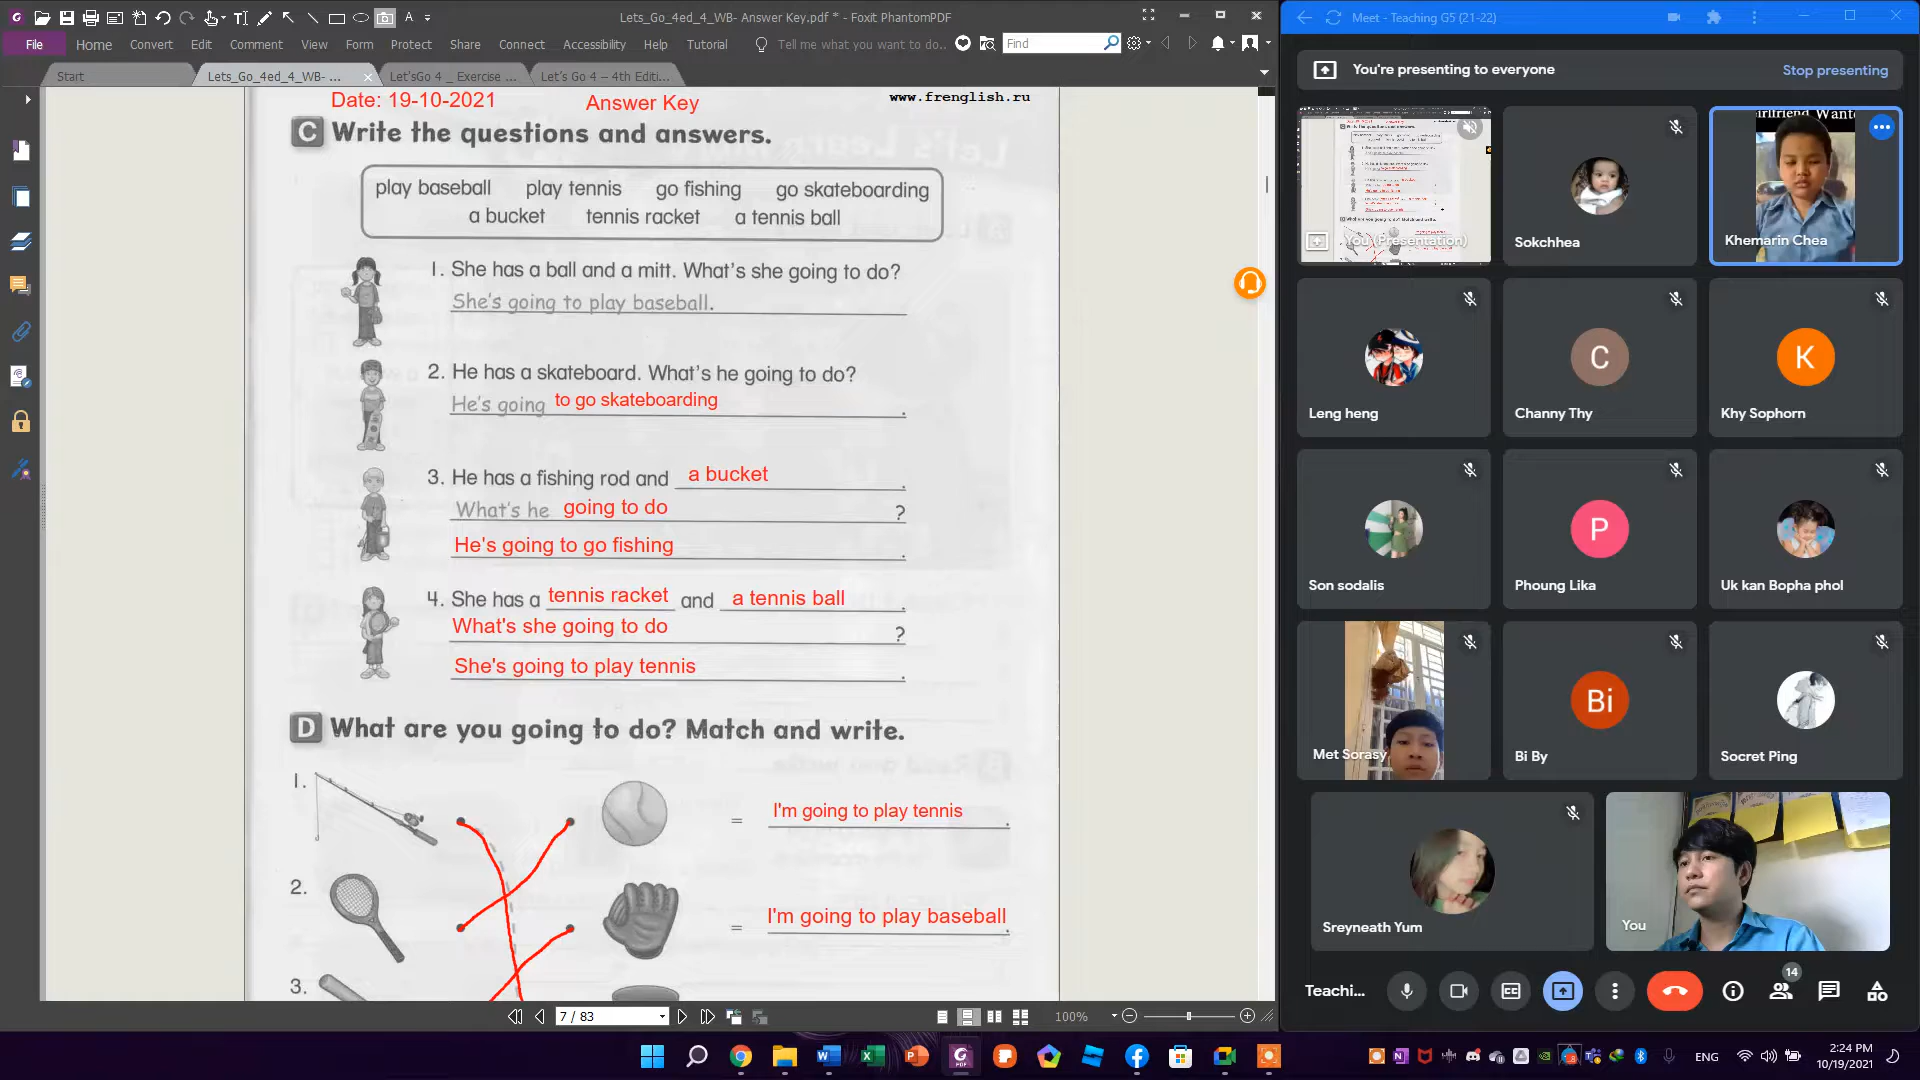 Lets_Go_4ed_4_WB- Answer Key.pdf * - Foxit PhantomPDF
File Home Convert Edit Comment View Form Protect Share Connect Accessibility Help Tutorial Tell me what you want to do.. Find
Start Lets_Go_4ed_4_WB- ... Let'sGo 4 _ Exercise ... Let's Go 4 – 4th Editi...
Date: 19-10-2021 Answer Key www.frenglish.ru
C Write the questions and answers.
play baseball play tennis go fishing go skateboarding
a bucket tennis racket a tennis ball
1. She has a ball and a mitt. What's she going to do?
She's going to play baseball.
2. He has a skateboard. What's he going to do?
He's going to go skateboarding .
3. He has a fishing rod and a bucket .
What's he going to do ?
He's going to go fishing .
4. She has a tennis racket and a tennis ball .
What's she going to do ?
She's going to play tennis .
D What are you going to do? Match and write.
1. = I'm going to play tennis .
2. = I'm going to play baseball .
3.
7 / 83
100%
Meet - Teaching G5 (21-22)
You're presenting to everyone Stop presenting
You (Presentation)
Sokchhea
Khemarin Chea
Leng heng
C
Channy Thy
K
Khy Sophorn
Son sodalis
P
Phoung Lika
Uk kan Bopha phol
Met Sorasy
Bi
Bi By
Socret Ping
Sreyneath Yum
You
Teachi... 14
ENG
2:24 PM
10/19/2021